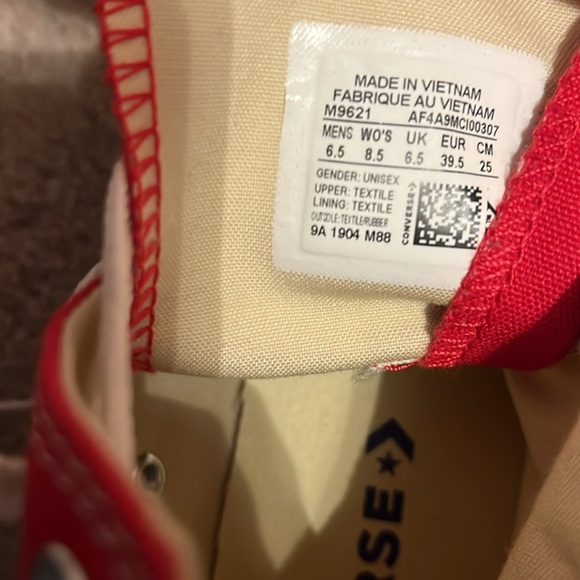 MADE IN VIETNAM
FABRIQUE AU VIETNAM
M9621 AF4A9MCI00307
MENS WO'S UK EUR CM
6.5 8.5 6.5 39.5 25
GENDER: UNISEX
UPPER: TEXTILE
LINING: TEXTILE
OUTSOLE: TEXTILE/RUBBER
9A 1904 M88
CONVERSE
RSE